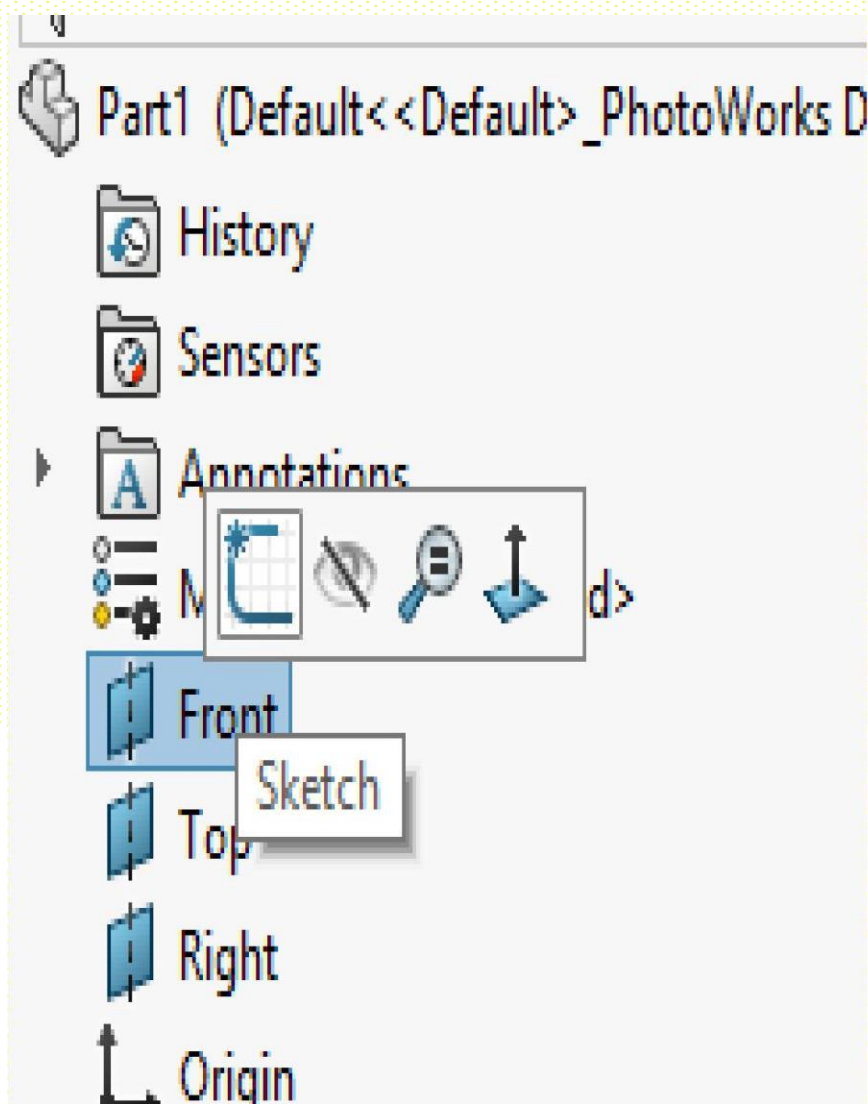 Part1 (Default<<Default>_PhotoWorks D
History
Sensors
A
Annotations
d>
Front
Sketch
Top
Right
Origin